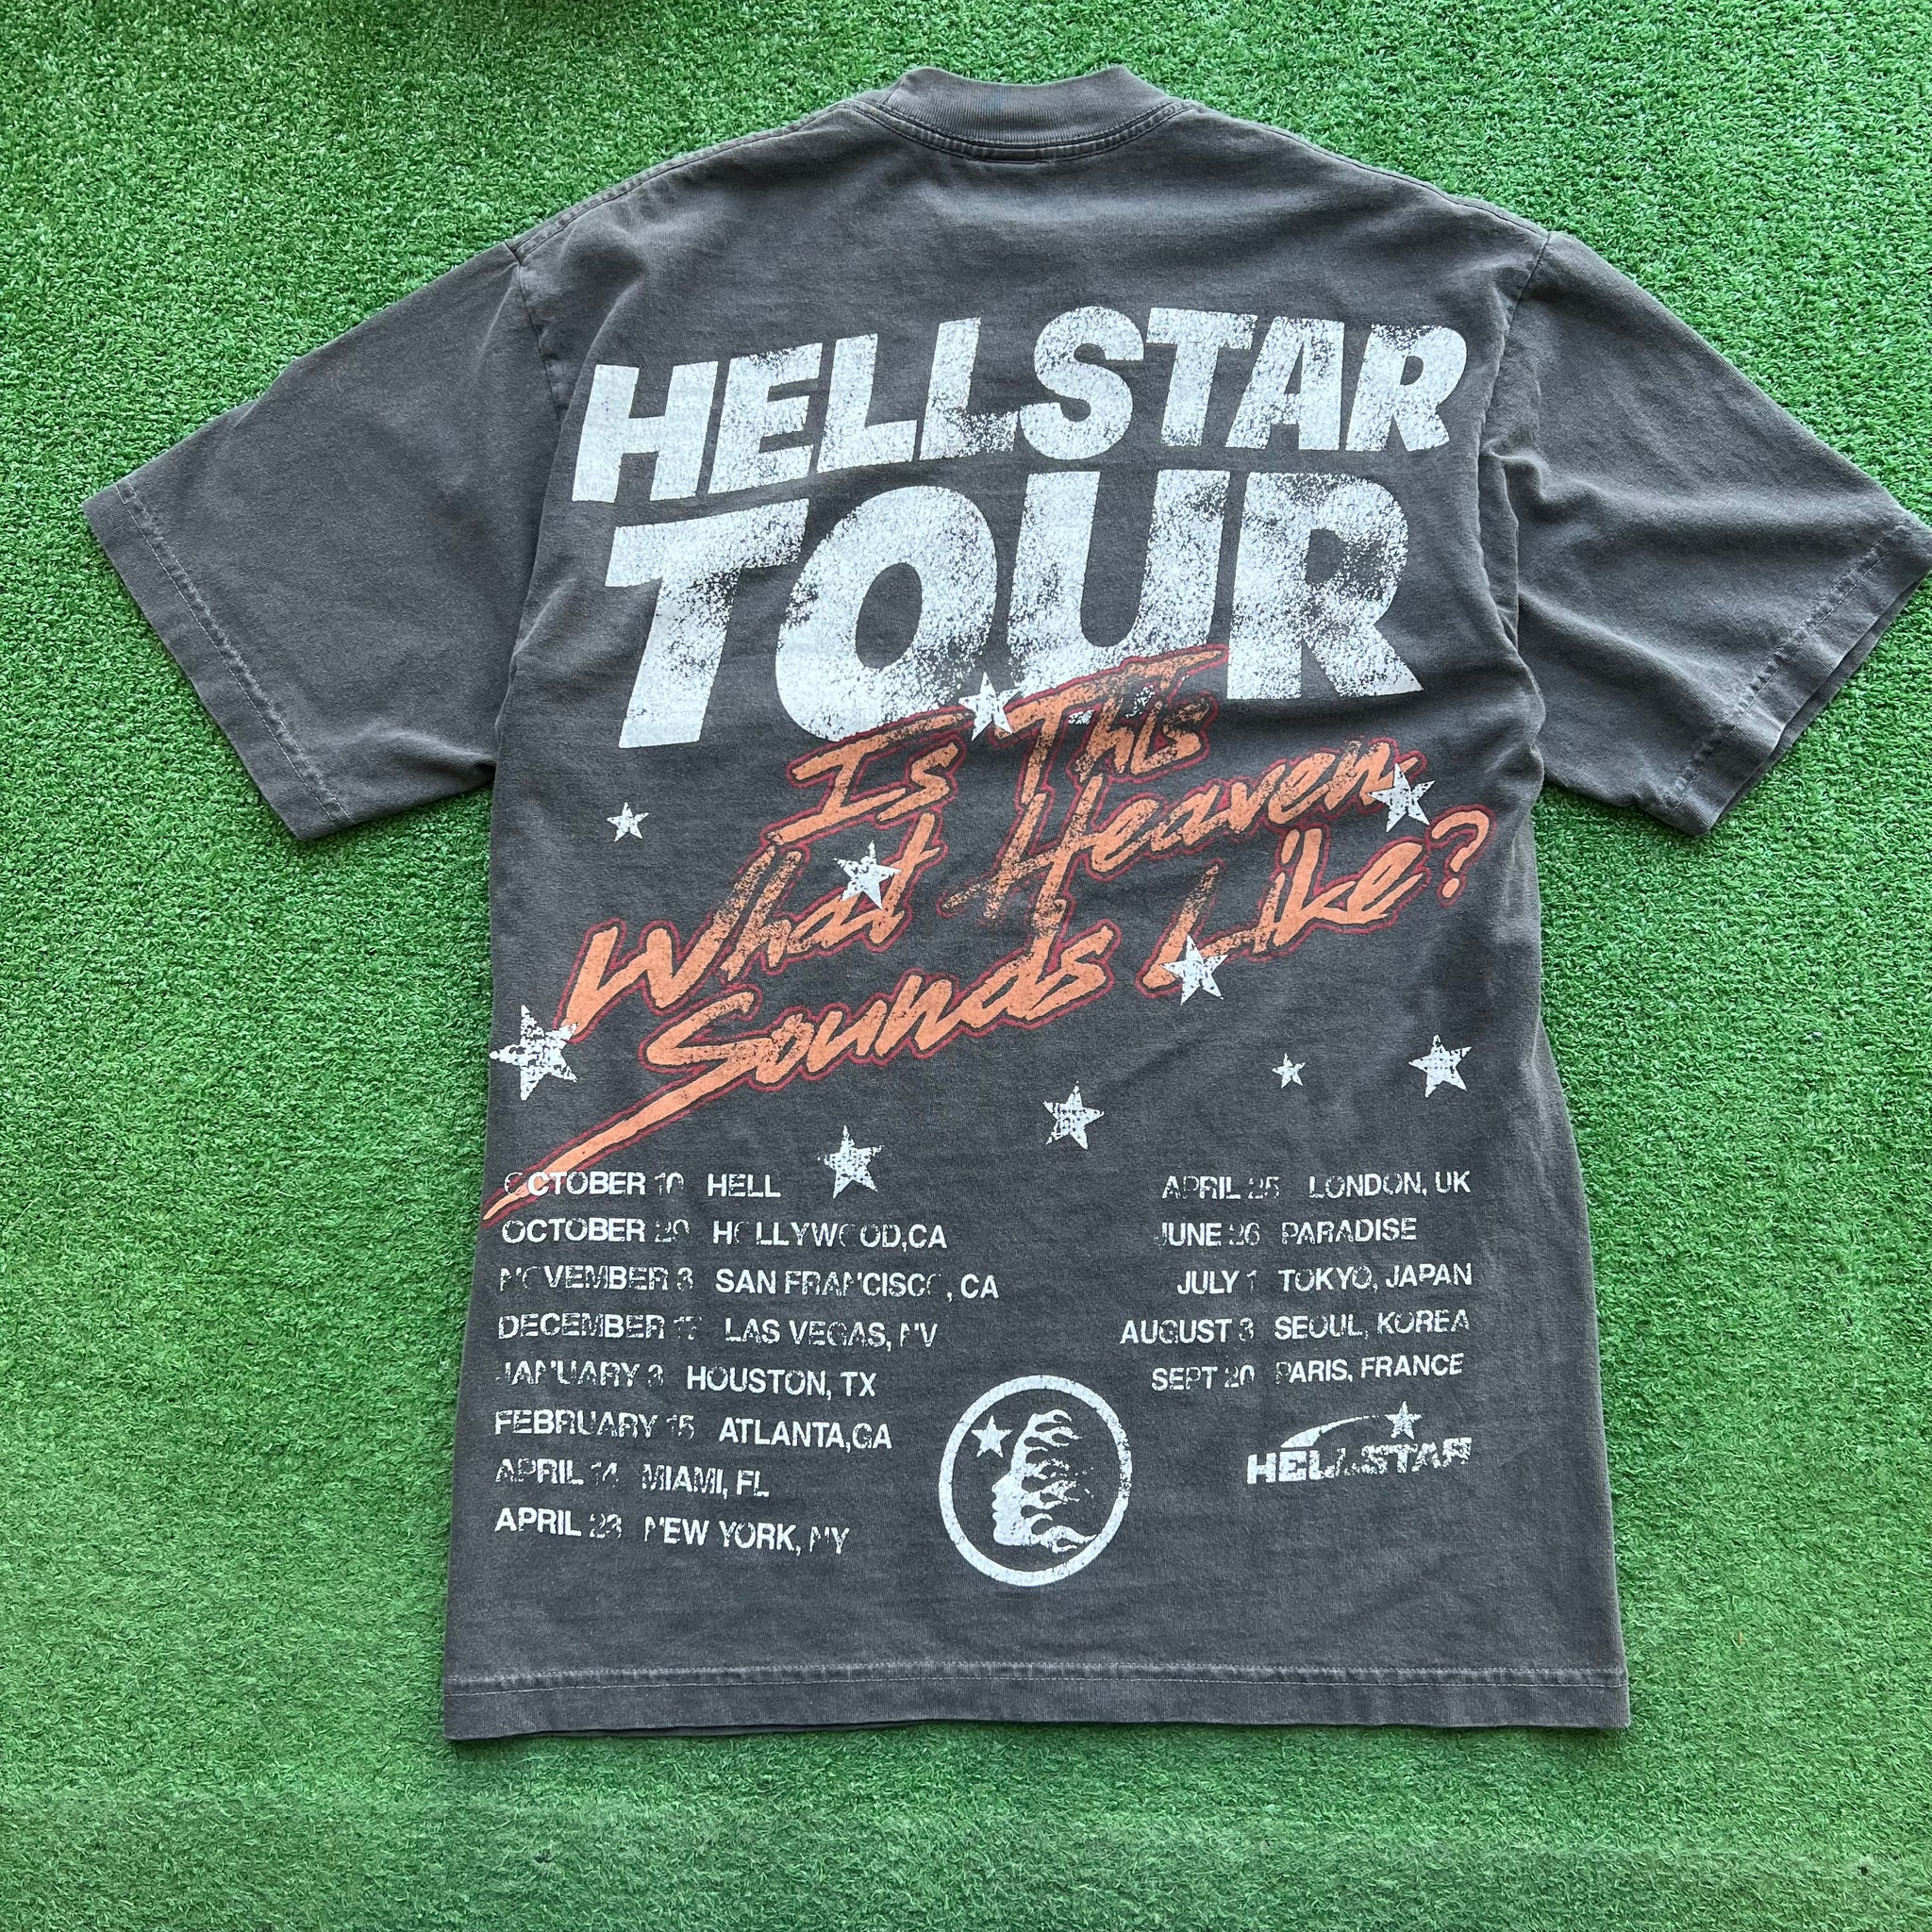 HELLSTAR
TOUR
Is This
What Heaven
Sounds Like?
OCTOBER 10 HELL
OCTOBER 29 HOLLYWOOD,CA
NOVEMBER 3 SAN FRANCISCO, CA
DECEMBER 17 LAS VEGAS, NV
JANUARY 3 HOUSTON, TX
FEBRUARY 15 ATLANTA,GA
APRIL 14 MIAMI, FL
APRIL 23 NEW YORK, NY
APRIL 25 LONDON, UK
JUNE 26 PARADISE
JULY 1 TOKYO, JAPAN
AUGUST 3 SEOUL, KOREA
SEPT 20 PARIS, FRANCE
HELLSTAR